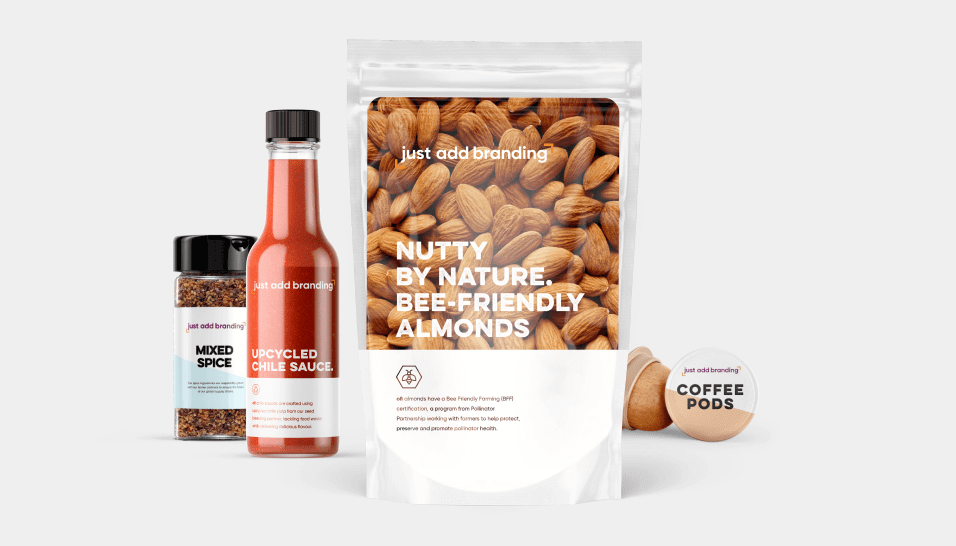 just add branding
MIXED
SPICE
just add branding
UPCYCLED
CHILE SAUCE.
just add branding
NUTTY
BY NATURE.
BEE-FRIENDLY
ALMONDS
ofi almonds have a Bee Friendly Farming (BFF)
certification, a program from Pollinator
Partnership working with farmers to help protect,
preserve and promote pollinator health.
just add branding
COFFEE
PODS